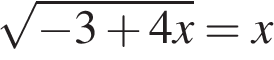 √(−3 + 4x) = x